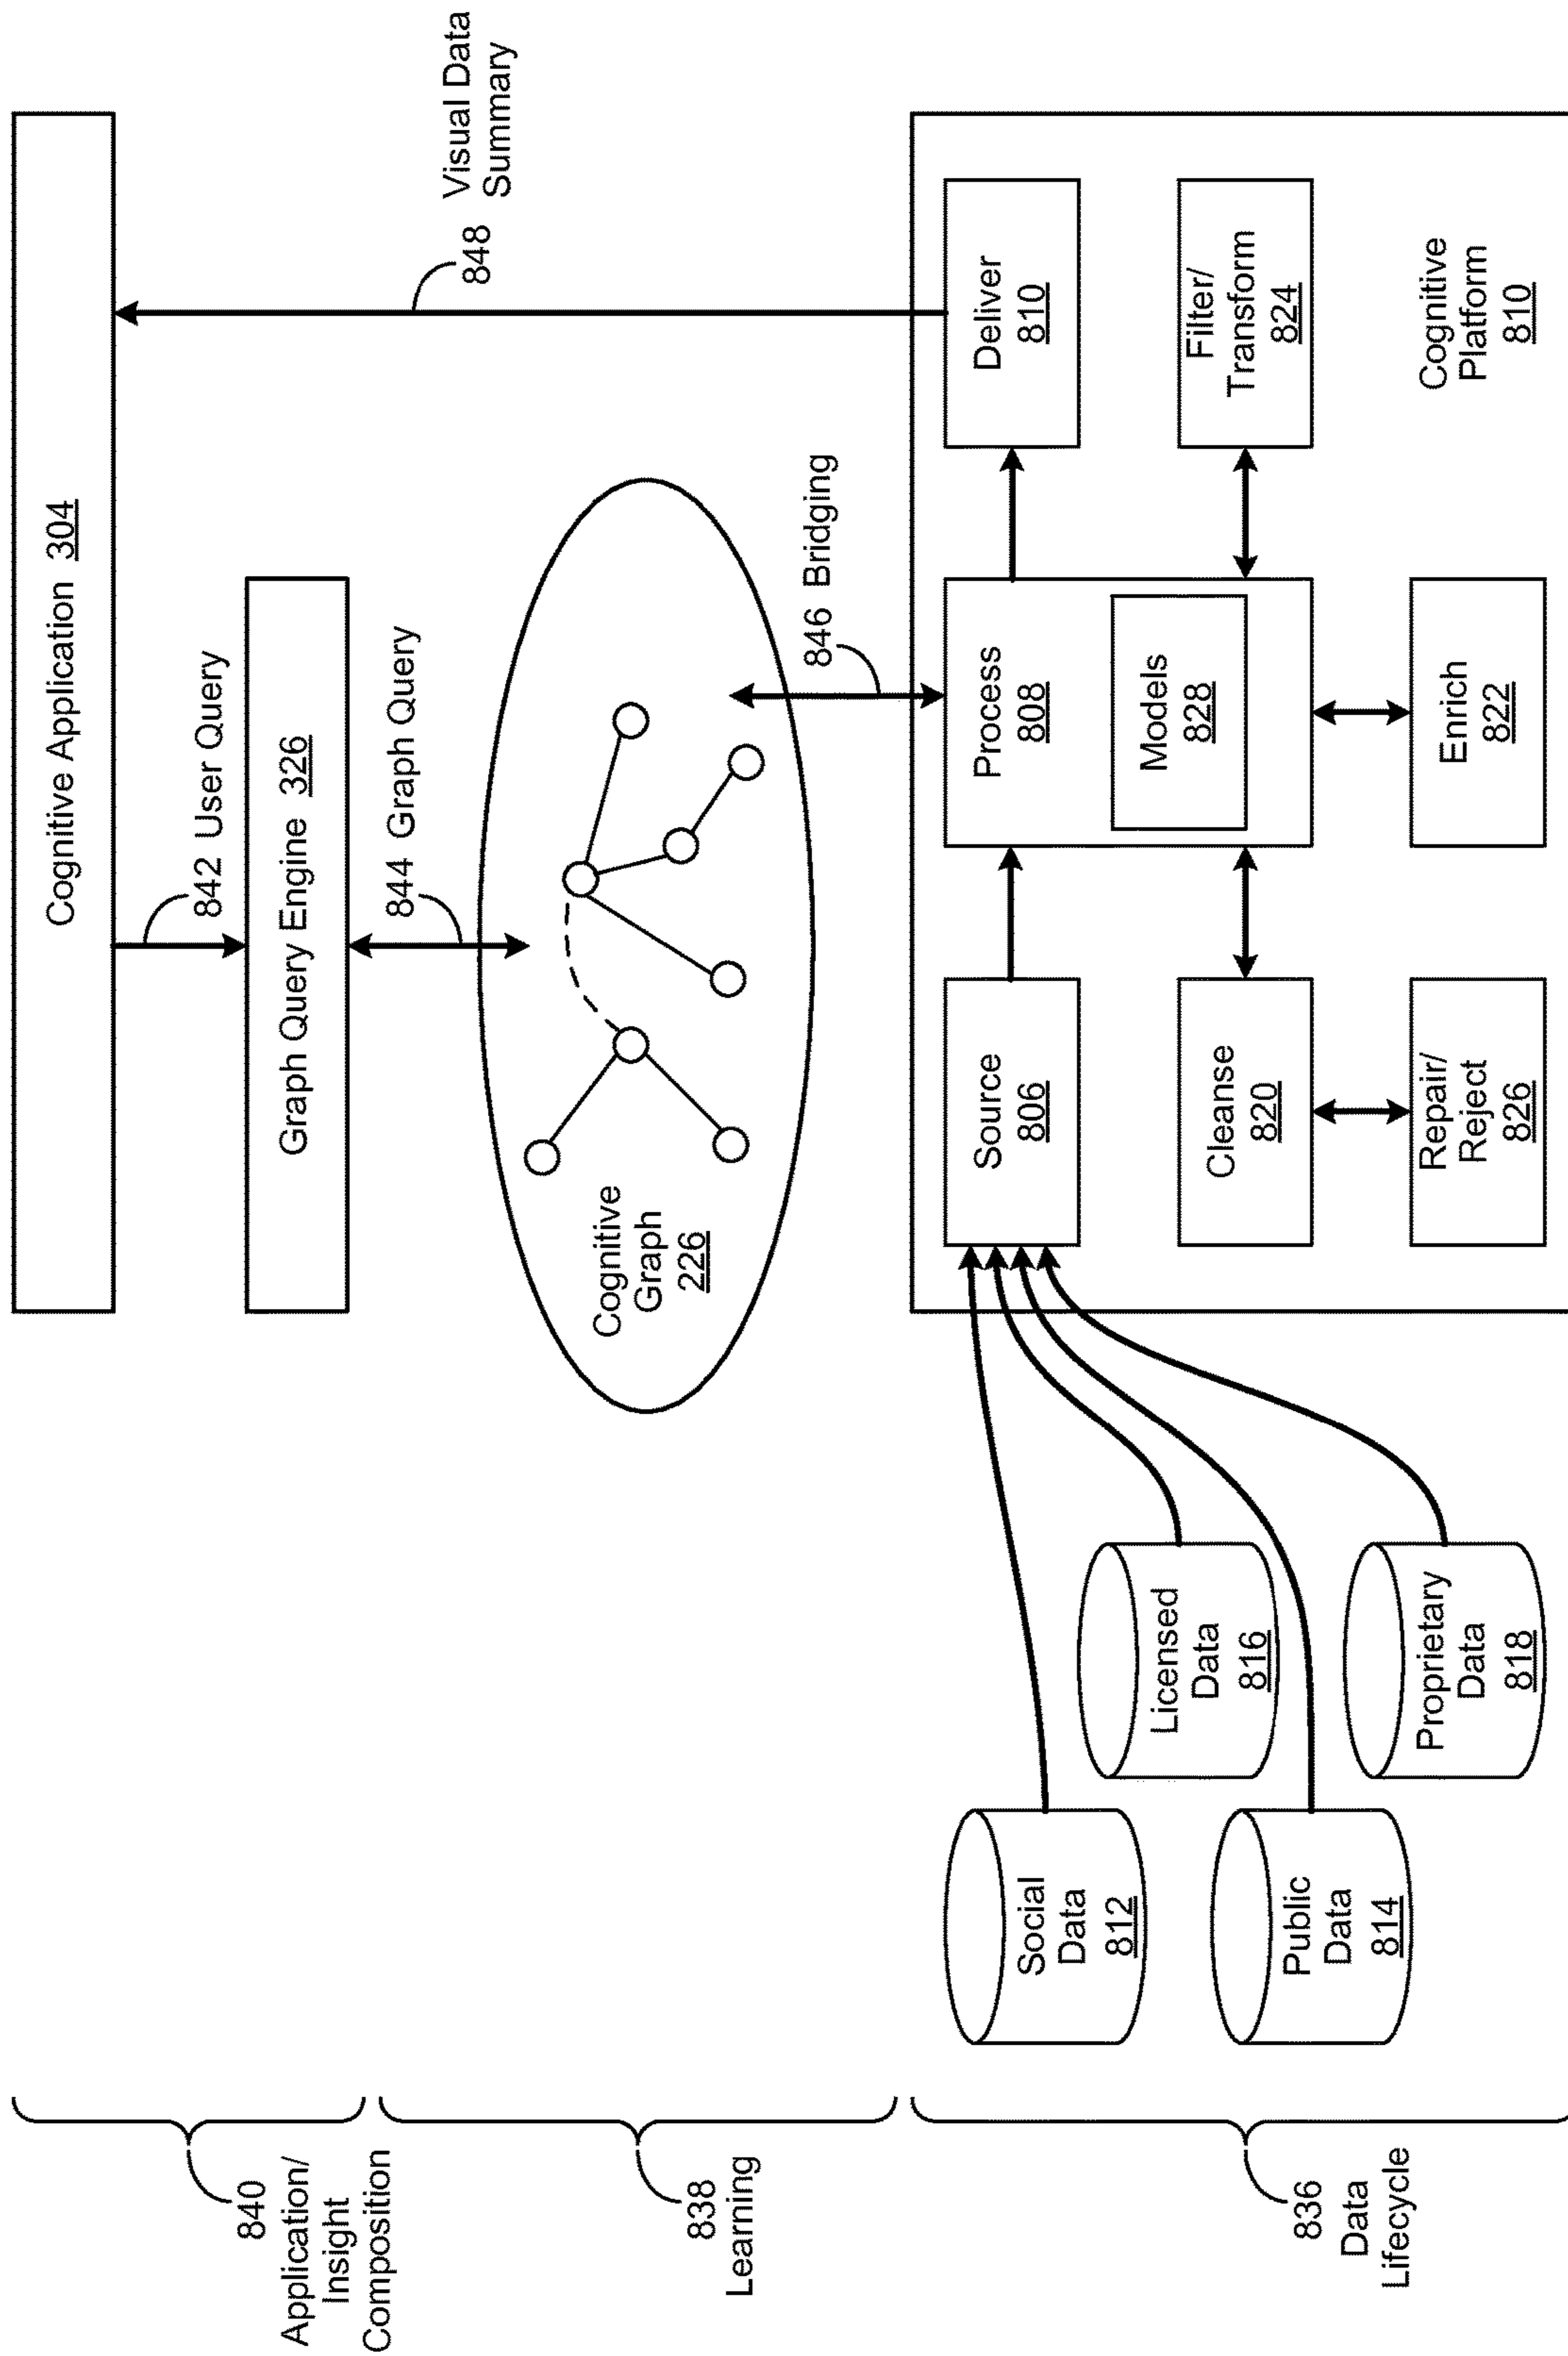 Cognitive Application 304
842 User Query
Graph Query Engine 326
844 Graph Query
848
Visual Data
Summary
Cognitive
Graph
226
846 Bridging
840
Application/
Insight
Composition
838
Learning
836
Data
Lifecycle
Social
Data
812
Licensed
Data
816
Public
Data
814
Proprietary
Data
818
Source
806
Process
808
Models
828
Deliver
810
Cleanse
820
Filter/
Transform
824
Repair/
Reject
826
Enrich
822
Cognitive
Platform
810